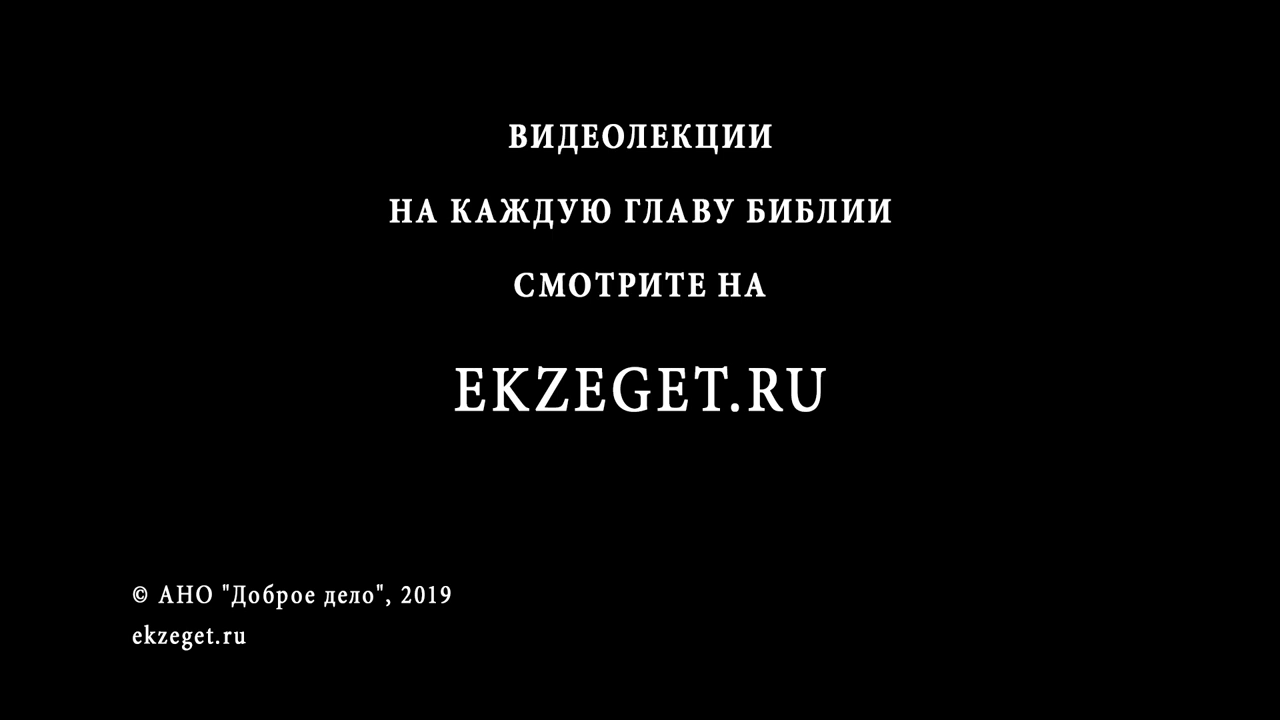 ВИДЕОЛЕКЦИИ
НА КАЖДУЮ ГЛАВУ БИБЛИИ
СМОТРИТЕ НА
EKZEGET.RU
© АНО "Доброе дело", 2019
ekzeget.ru